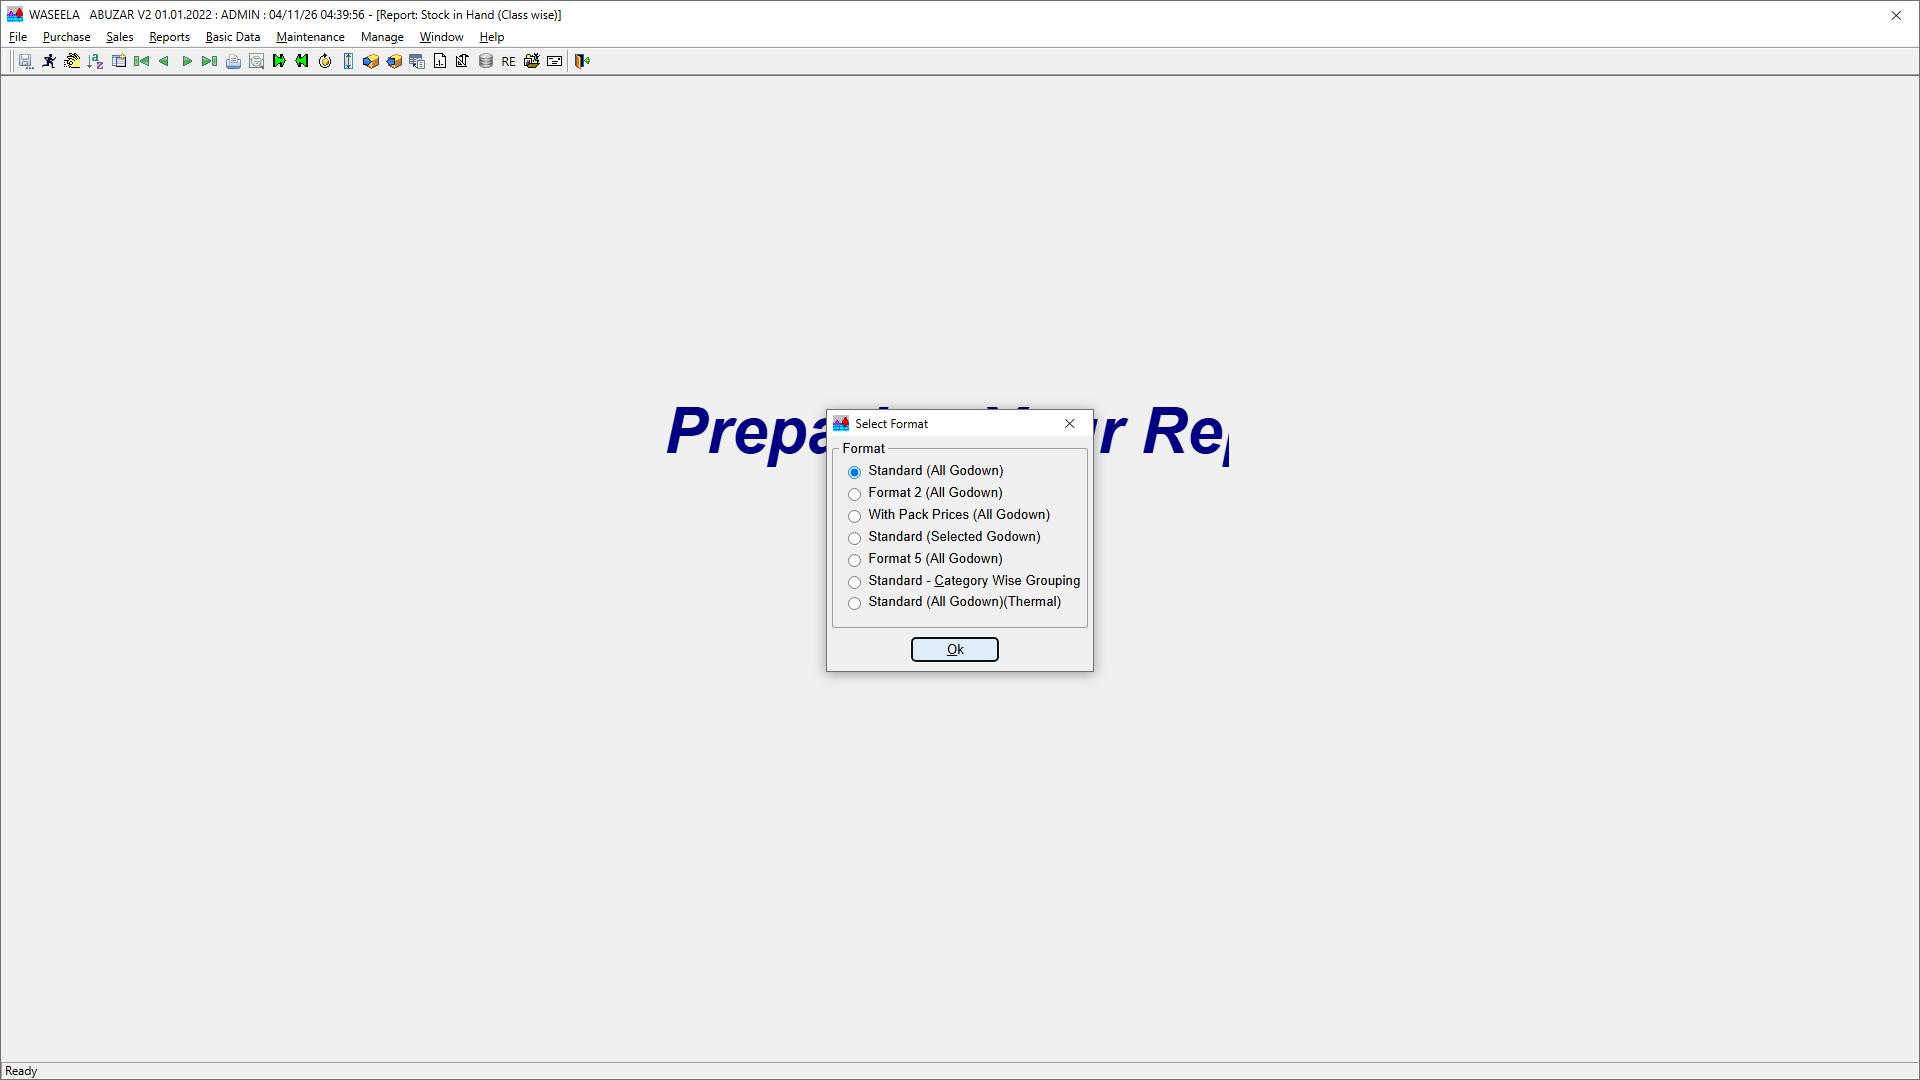 WASEELA   ABUZAR V2 01.01.2022 : ADMIN : 04/11/26 04:39:56 - [Report: Stock in Hand (Class wise)]
File Purchase Sales Reports Basic Data Maintenance Manage Window Help
RE
Select Format
Format
Standard (All Godown)
Format 2 (All Godown)
With Pack Prices (All Godown)
Standard (Selected Godown)
Format 5 (All Godown)
Standard - Category Wise Grouping
Standard (All Godown)(Thermal)
Ok
Ready